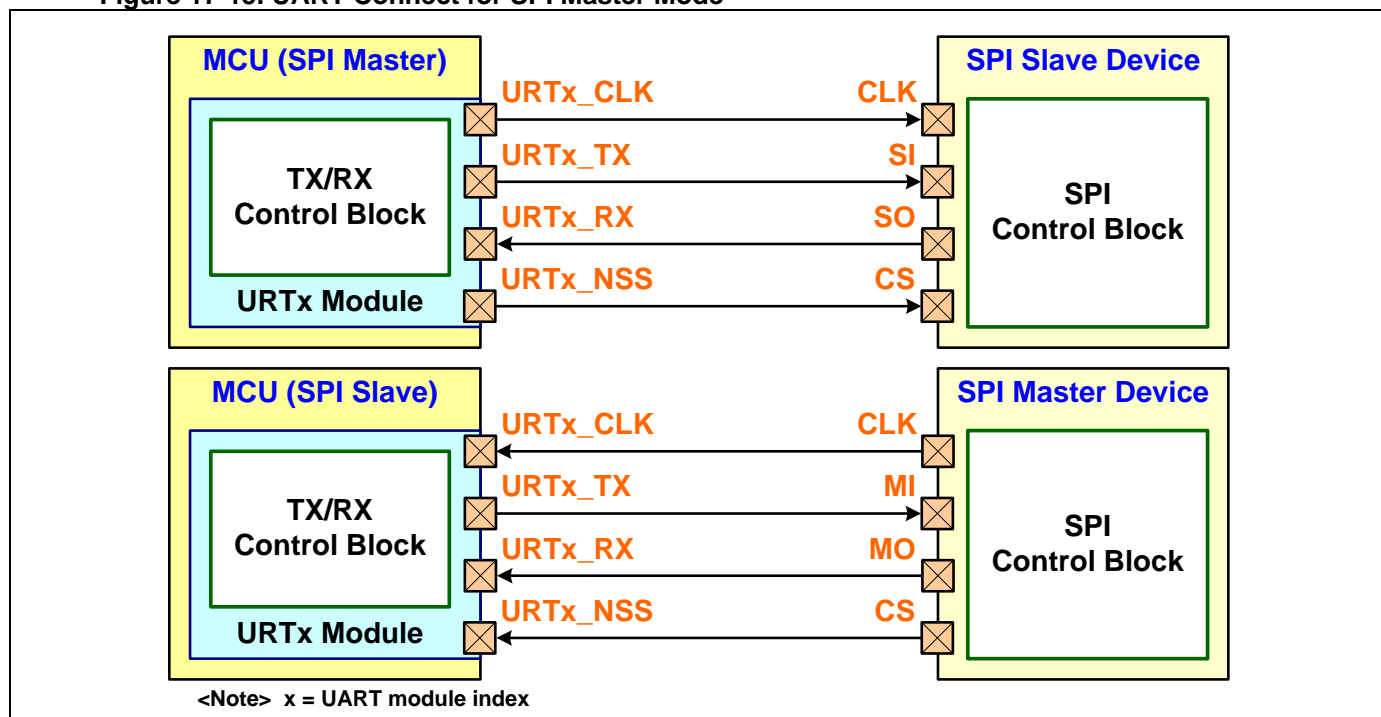 MCU (SPI Master)
SPI Slave Device
URTx_CLK
CLK
URTx_TX
SI
TX/RX
Control Block
SPI
Control Block
URTx_RX
SO
URTx_NSS
CS
URTx Module
MCU (SPI Slave)
SPI Master Device
URTx_CLK
CLK
URTx_TX
MI
TX/RX
Control Block
SPI
Control Block
URTx_RX
MO
URTx_NSS
CS
URTx Module
<Note> x = UART module index